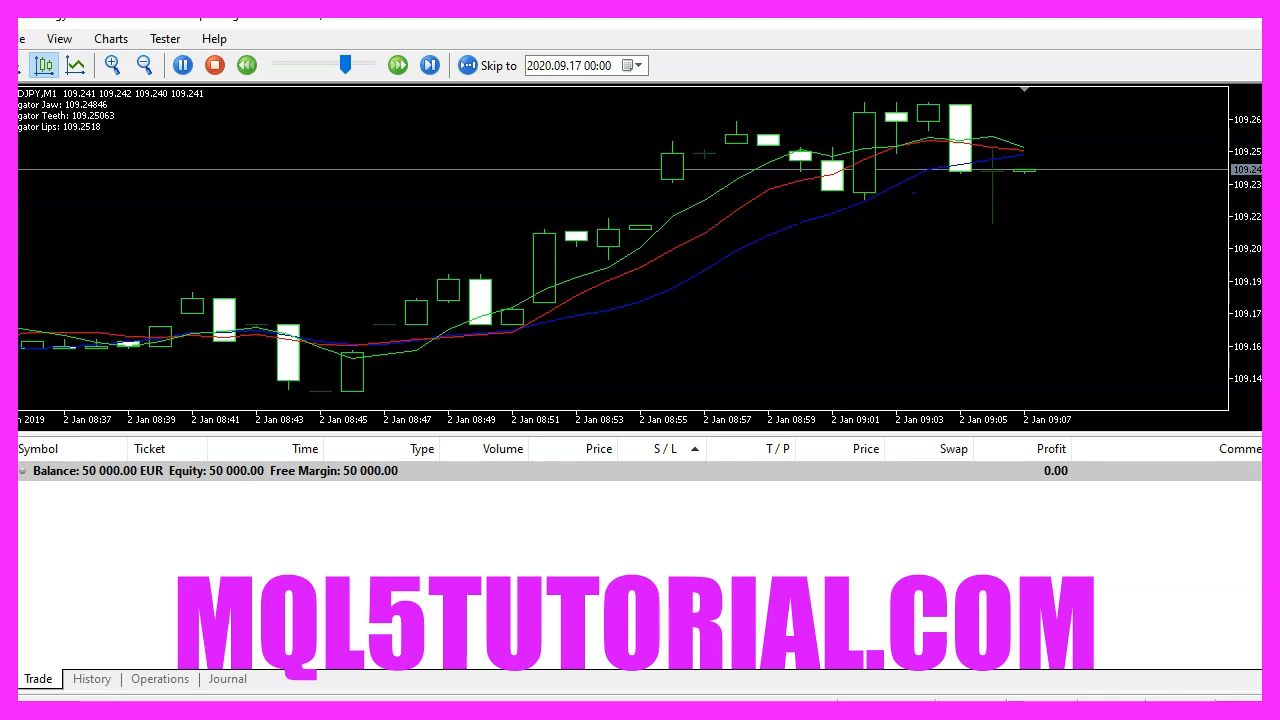 e View Charts Tester Help
Skip to 2020.09.17 00:00
DJPY,M1 109.241 109.242 109.240 109.241
gator Jaw: 109.24846
gator Teeth: 109.25063
gator Lips: 109.2518
109.26
109.25
109.24
109.23
109.22
109.20
109.19
109.17
109.16
109.14
n 2019 2 Jan 08:37 2 Jan 08:39 2 Jan 08:41 2 Jan 08:43 2 Jan 08:45 2 Jan 08:47 2 Jan 08:49 2 Jan 08:51 2 Jan 08:53 2 Jan 08:55 2 Jan 08:57 2 Jan 08:59 2 Jan 09:01 2 Jan 09:03 2 Jan 09:05 2 Jan 09:07
Symbol Ticket Time Type Volume Price S / L T / P Price Swap Profit Comme
Balance: 50 000.00 EUR Equity: 50 000.00 Free Margin: 50 000.00 0.00
MQL5TUTORIAL.COM
Trade History Operations Journal